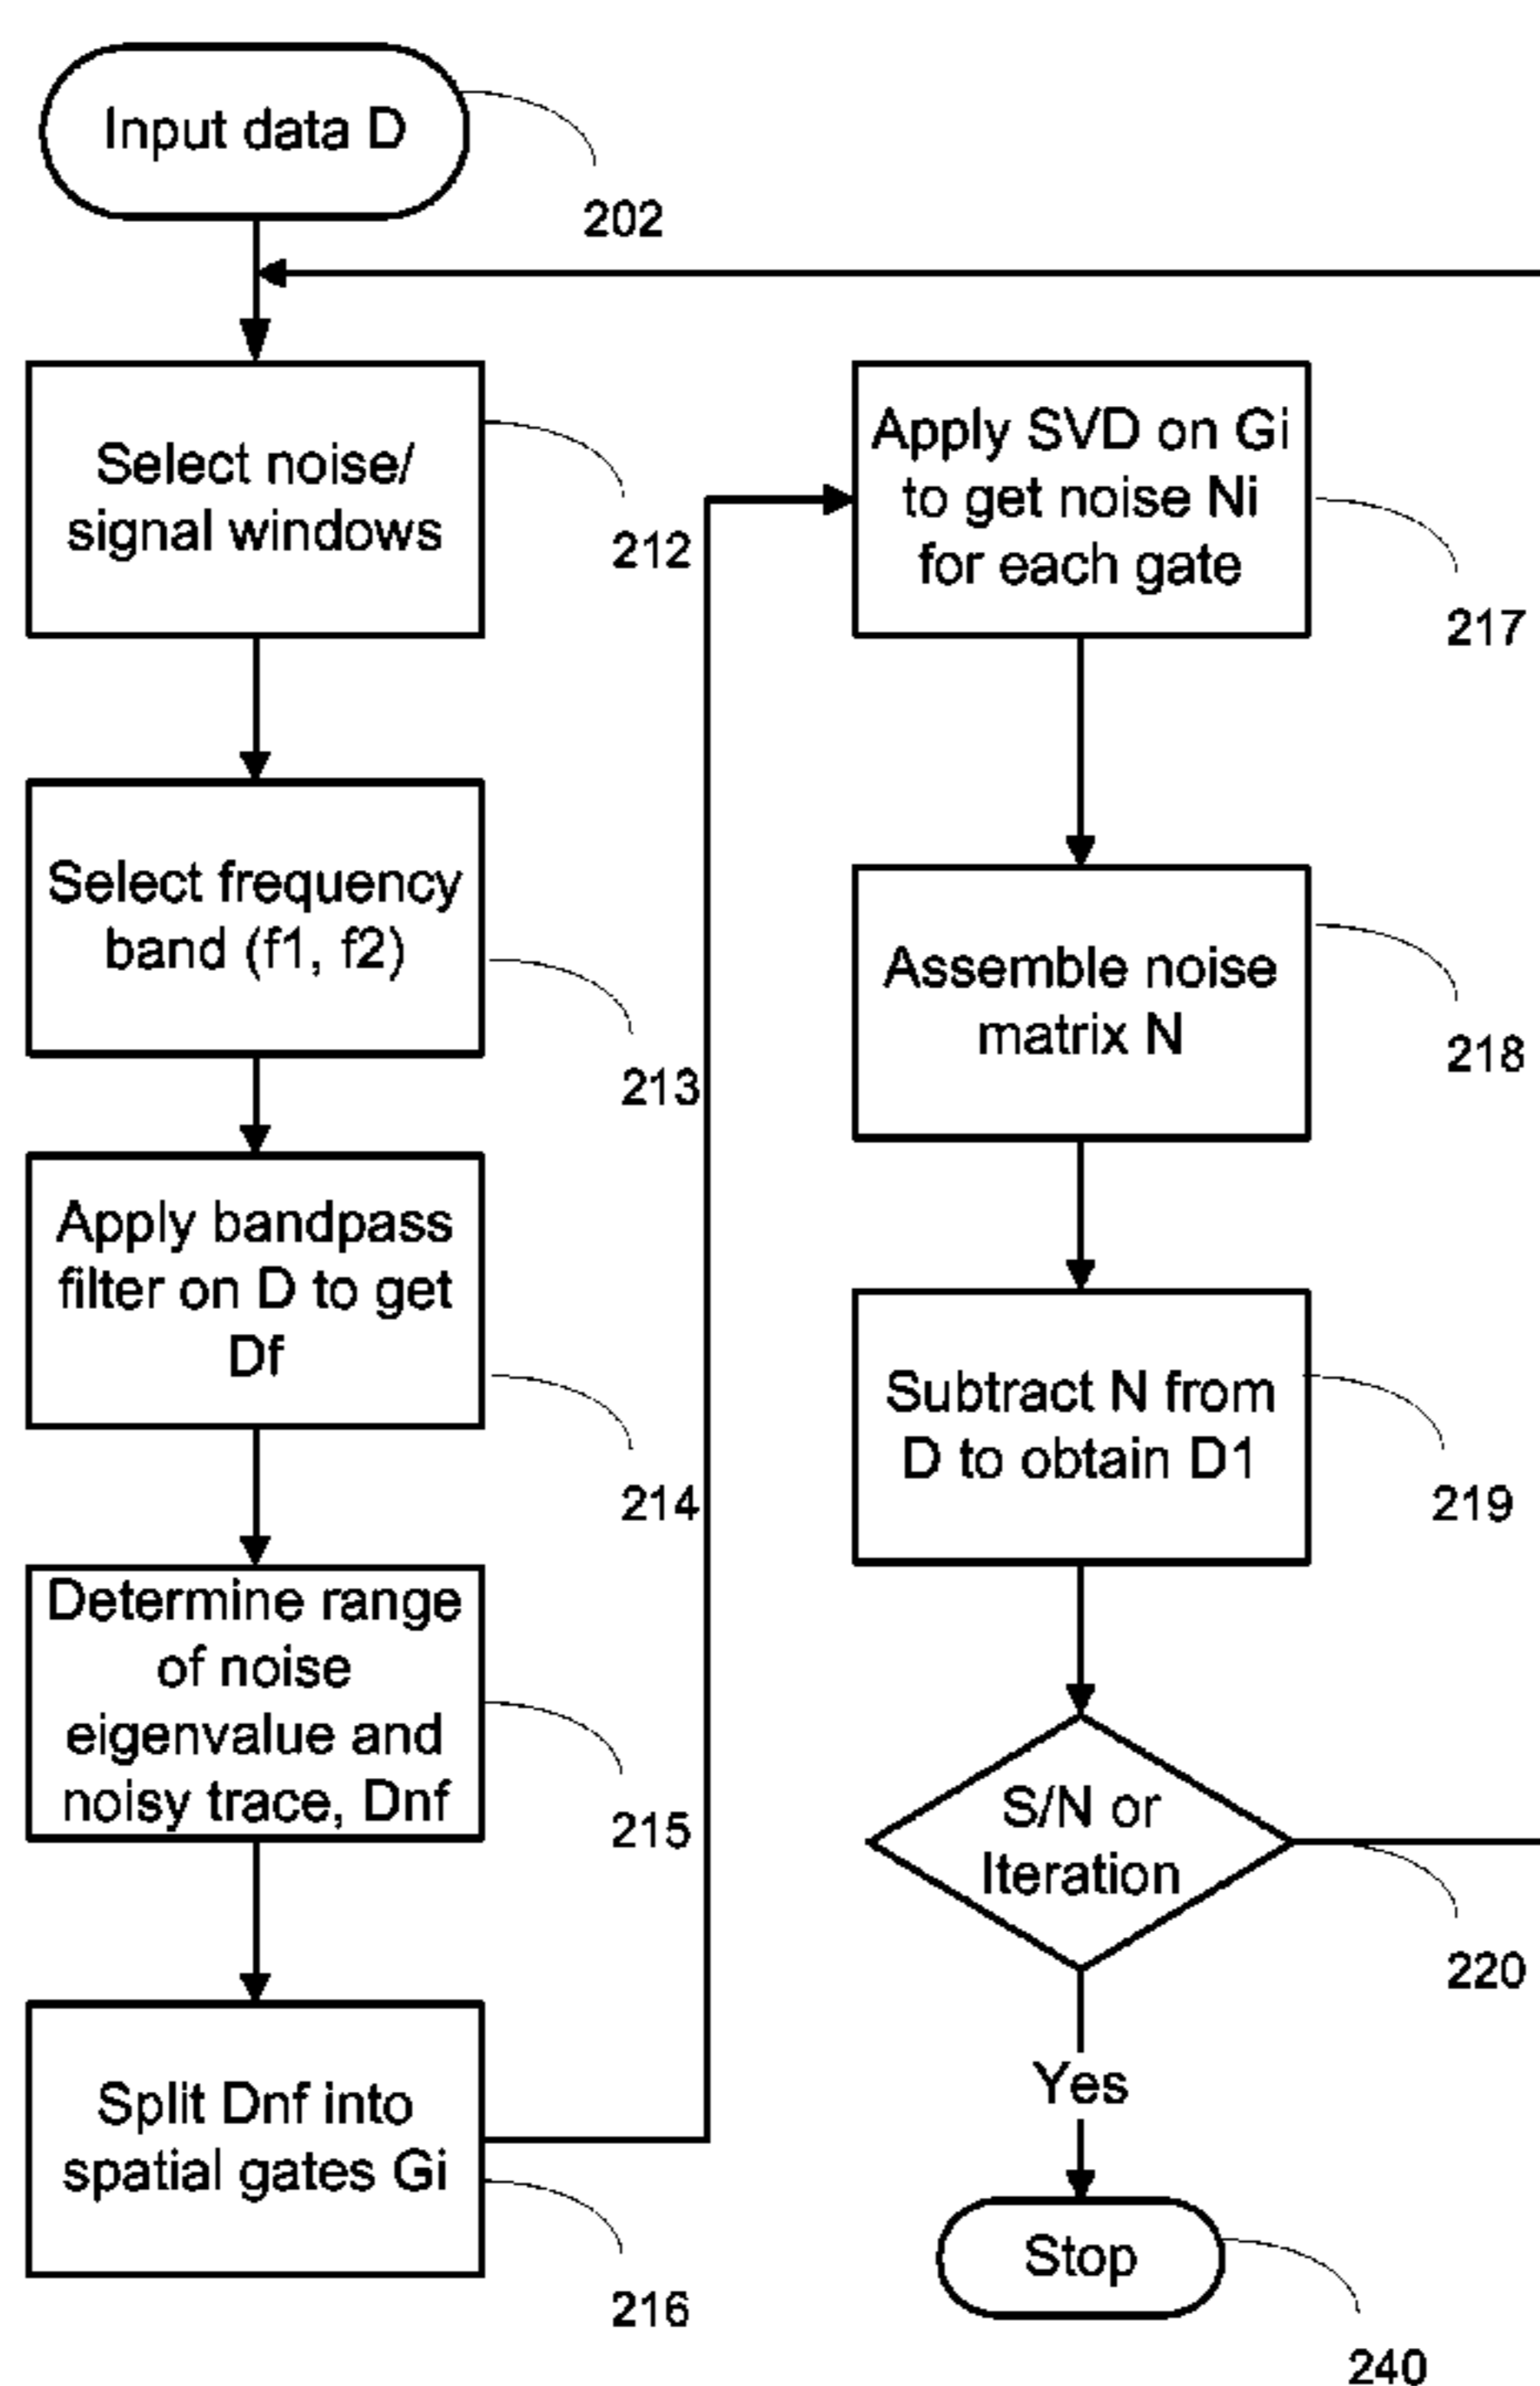 Input data D
202
Select noise/
signal windows
212
Select frequency
band (f1, f2)
213
Apply bandpass
filter on D to get
Df
214
Determine range
of noise
eigenvalue and
noisy trace, Dnf
215
Split Dnf into
spatial gates Gi
216
Apply SVD on Gi
to get noise Ni
for each gate
217
Assemble noise
matrix N
218
Subtract N from
D to obtain D1
219
S/N or
Iteration
220
Yes
Stop
240